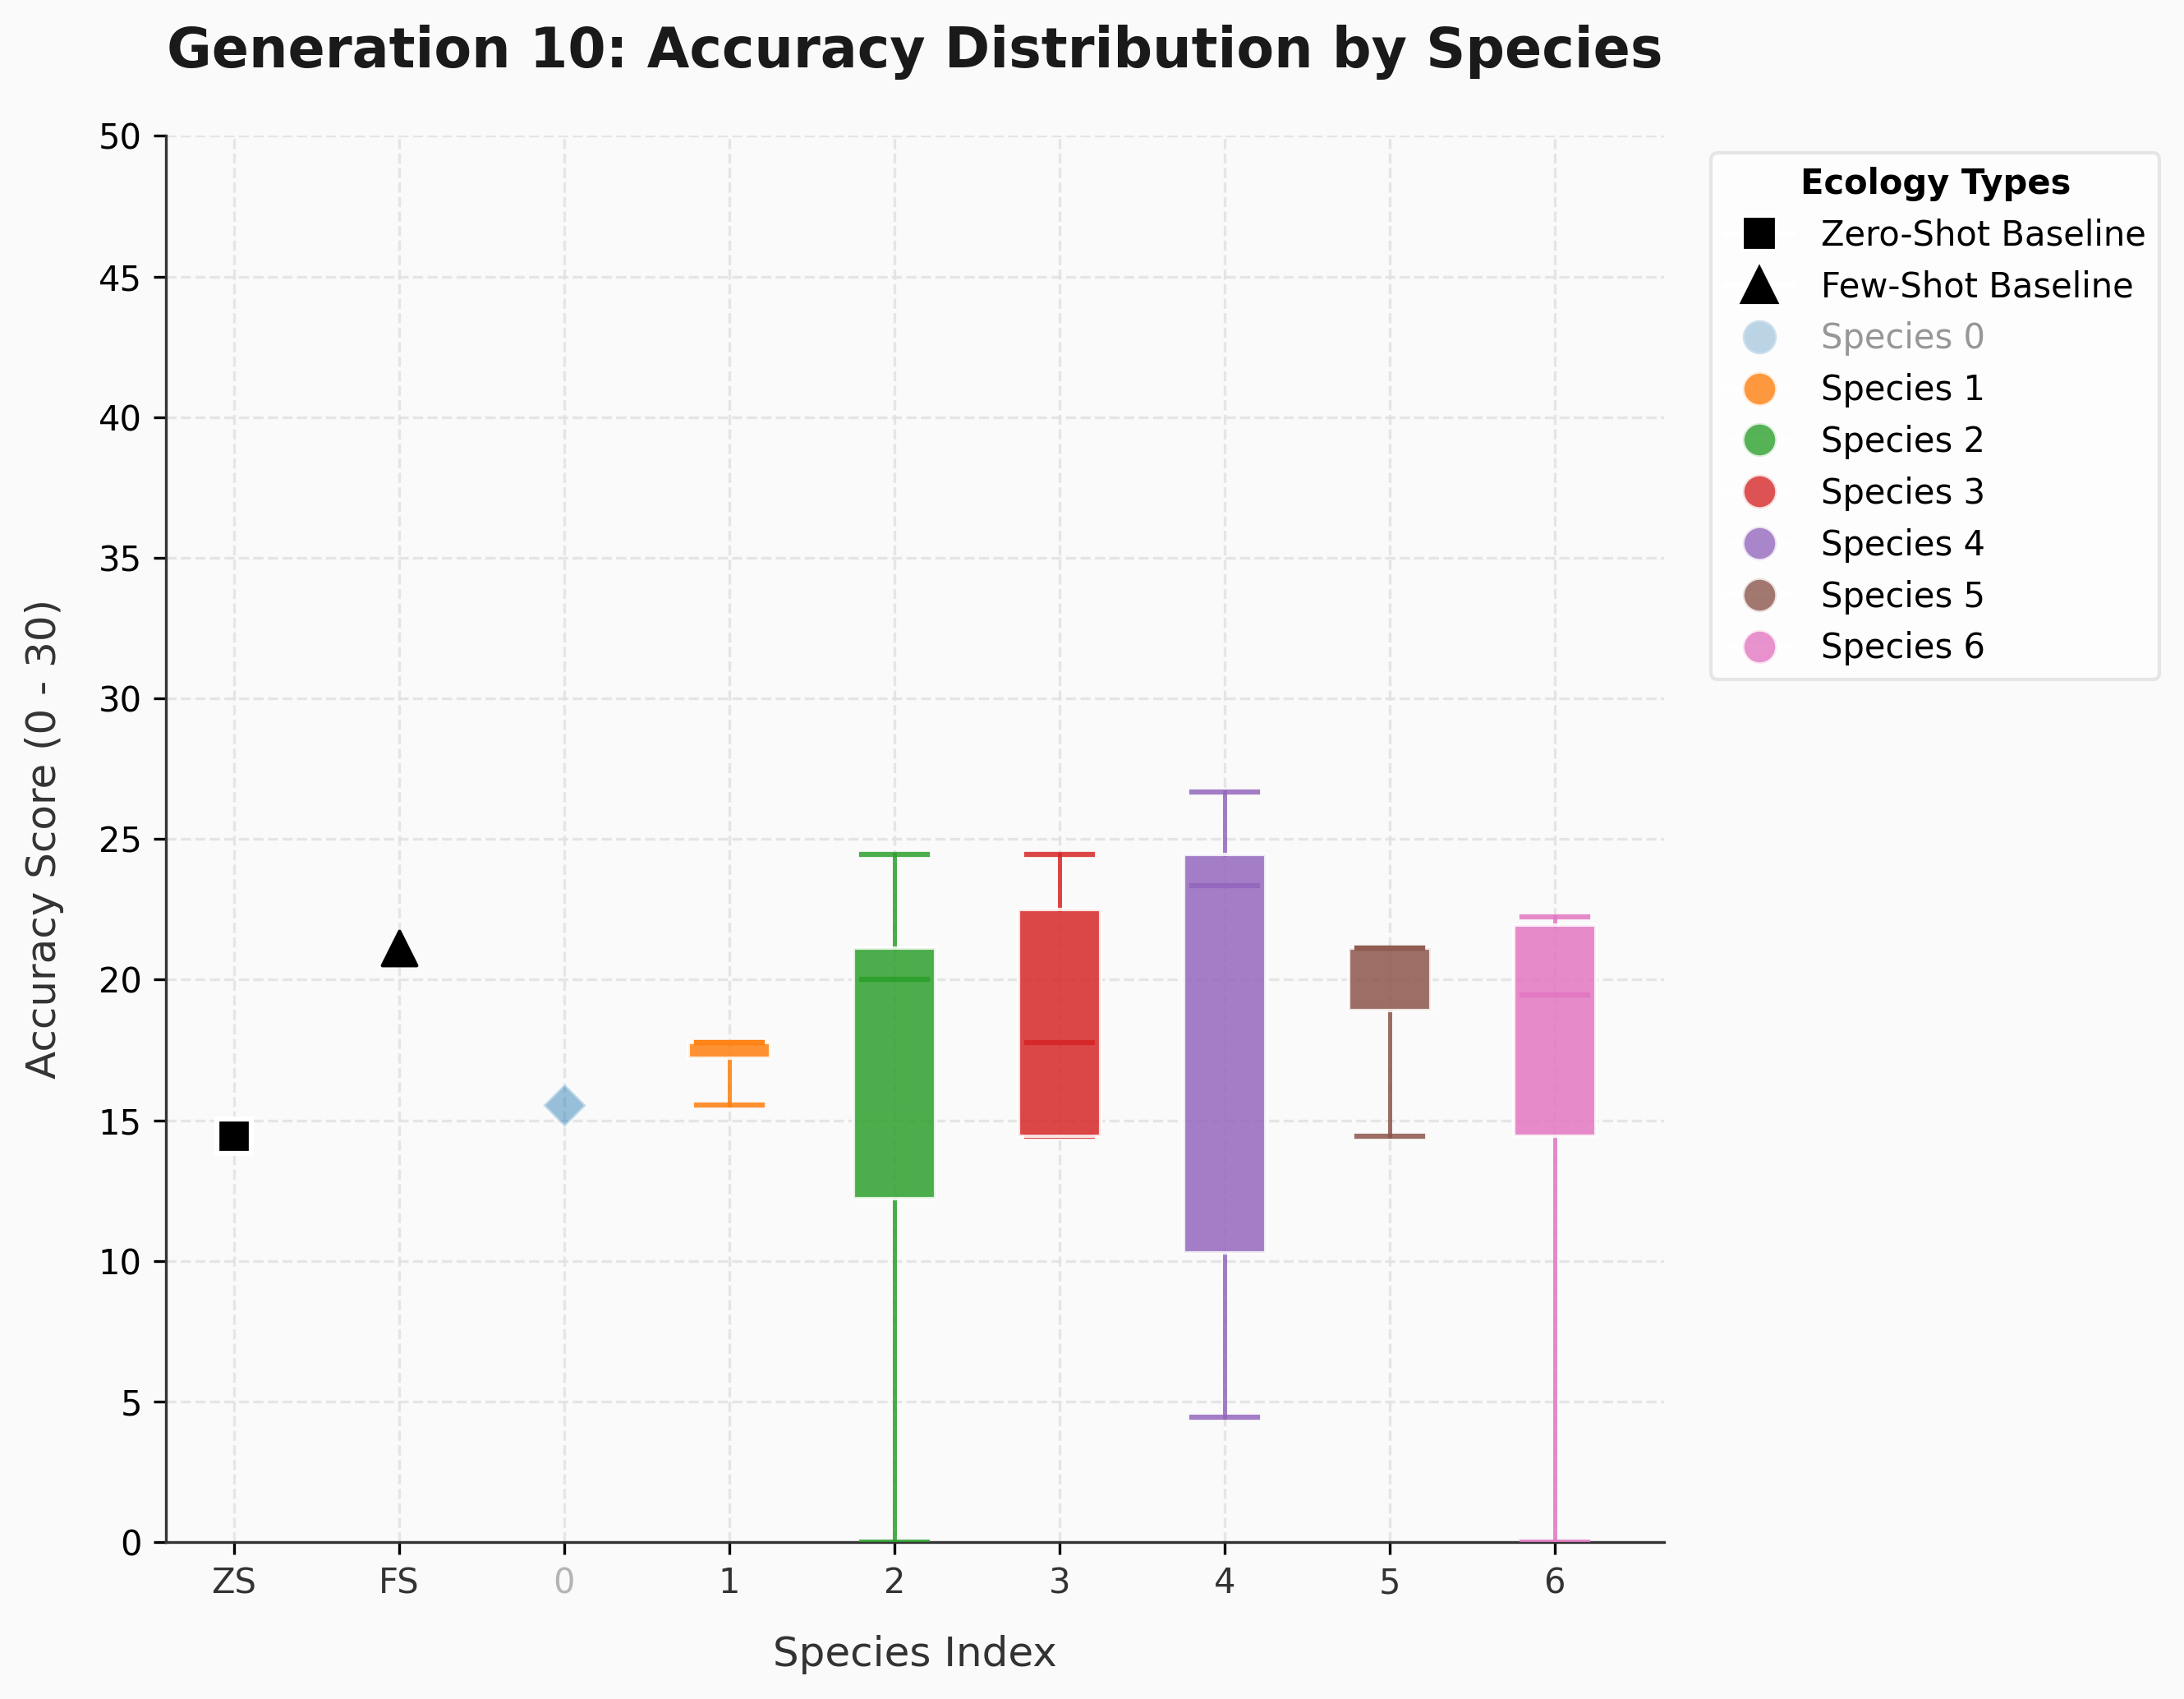 Generation 10: Accuracy Distribution by Species
50
45
40
35
30
25
20
15
10
5
0
Accuracy Score (0 - 30)
ZS FS 0 1 2 3 4 5 6
Species Index
Ecology Types
Zero-Shot Baseline
Few-Shot Baseline
Species 0
Species 1
Species 2
Species 3
Species 4
Species 5
Species 6